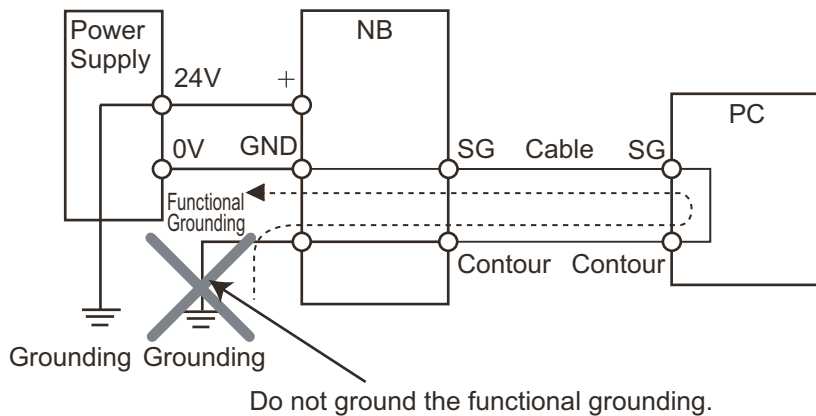 Power
Supply
NB
PC
24V
+
0V
GND
SG
Cable
SG
Functional
Grounding
Contour
Contour
Grounding
Grounding
Do not ground the functional grounding.